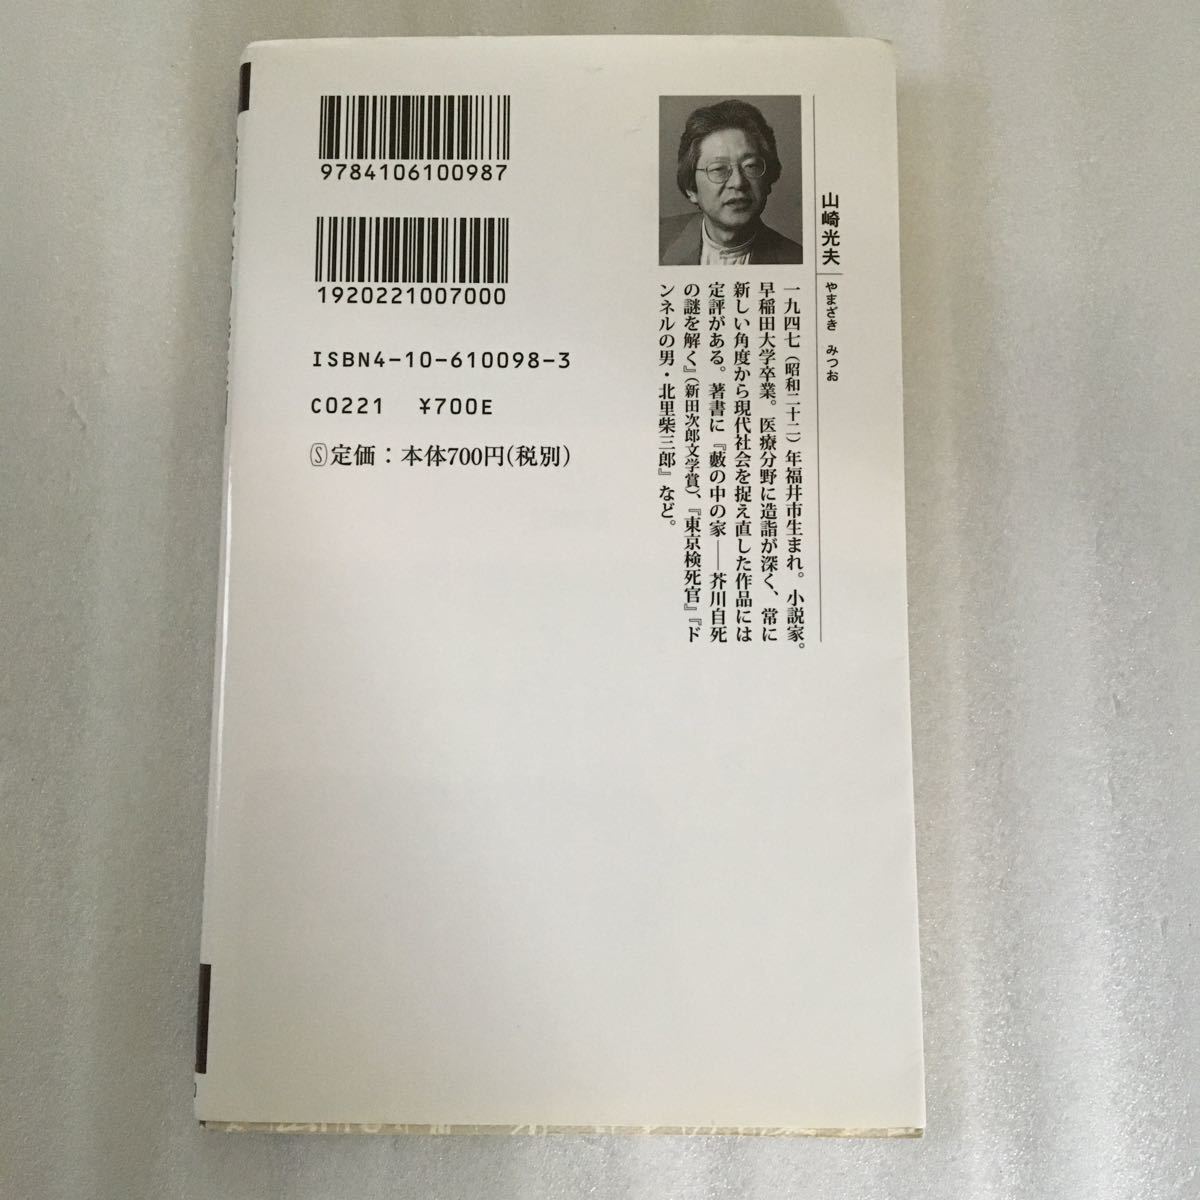 9784106100987
1920221007000
ISBN4-10-610098-3
C0221 ¥700E
Ⓢ定価：本体700円(税別)
山崎光夫 やまざき みつお
一九四七（昭和二十二）年福井市生まれ。小説家。
早稲田大学卒業。医療分野に造詣が深く、常に
新しい角度から現代社会を捉え直した作品には
定評がある。著書に『藪の中の家――芥川自死
の謎を解く』（新田次郎文学賞）、『東京検死官』『ド
ンネルの男・北里柴三郎』など。